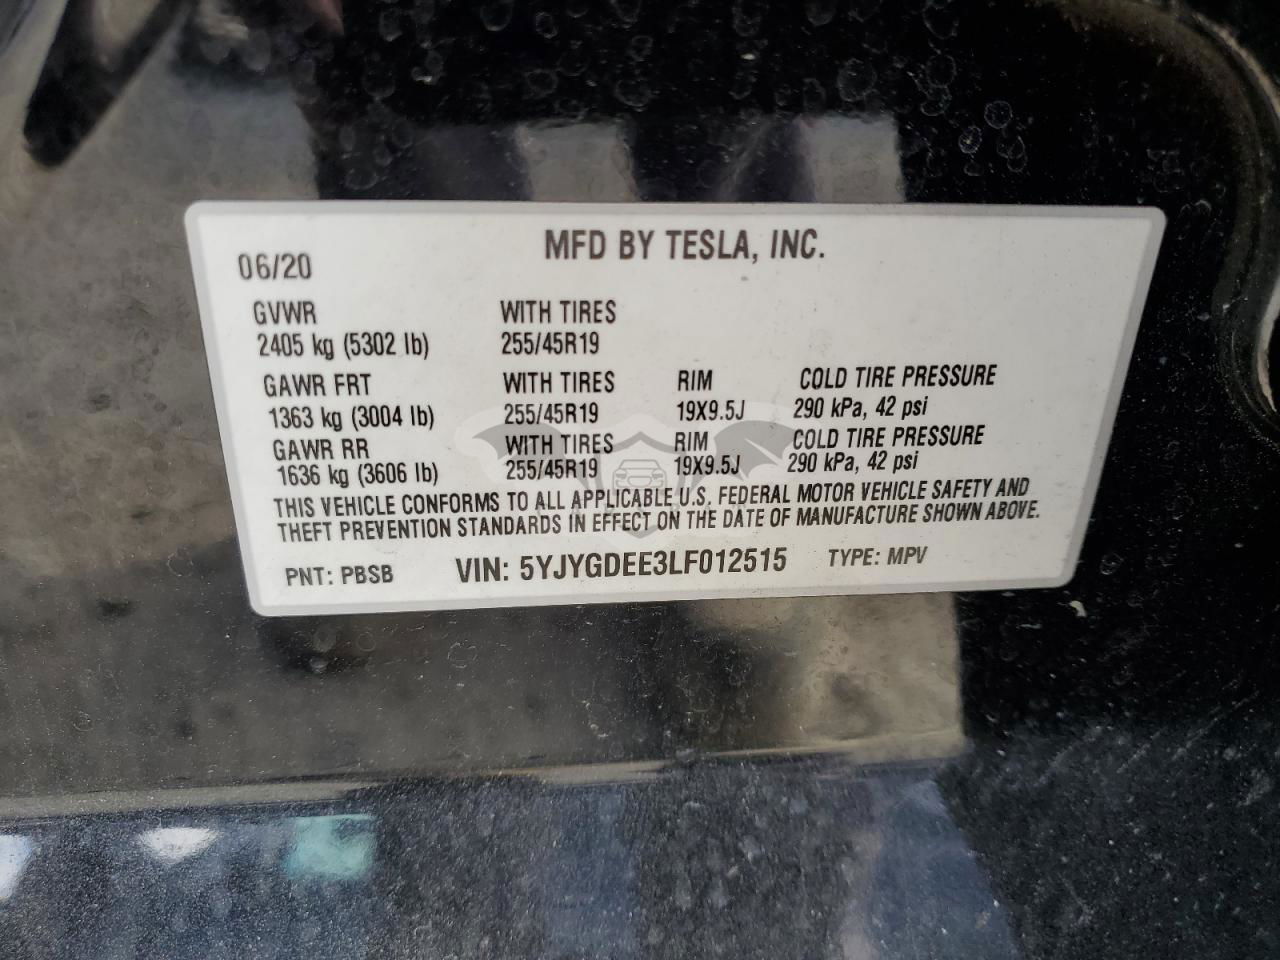 MFD BY TESLA, INC.
06/20
GVWR WITH TIRES
2405 kg (5302 lb) 255/45R19
GAWR FRT WITH TIRES RIM COLD TIRE PRESSURE
1363 kg (3004 lb) 255/45R19 19X9.5J 290 kPa, 42 psi
GAWR RR WITH TIRES RIM COLD TIRE PRESSURE
1636 kg (3606 lb) 255/45R19 19X9.5J 290 kPa, 42 psi
THIS VEHICLE CONFORMS TO ALL APPLICABLE U.S. FEDERAL MOTOR VEHICLE SAFETY AND
THEFT PREVENTION STANDARDS IN EFFECT ON THE DATE OF MANUFACTURE SHOWN ABOVE.
PNT: PBSB VIN: 5YJYGDEE3LF012515 TYPE: MPV